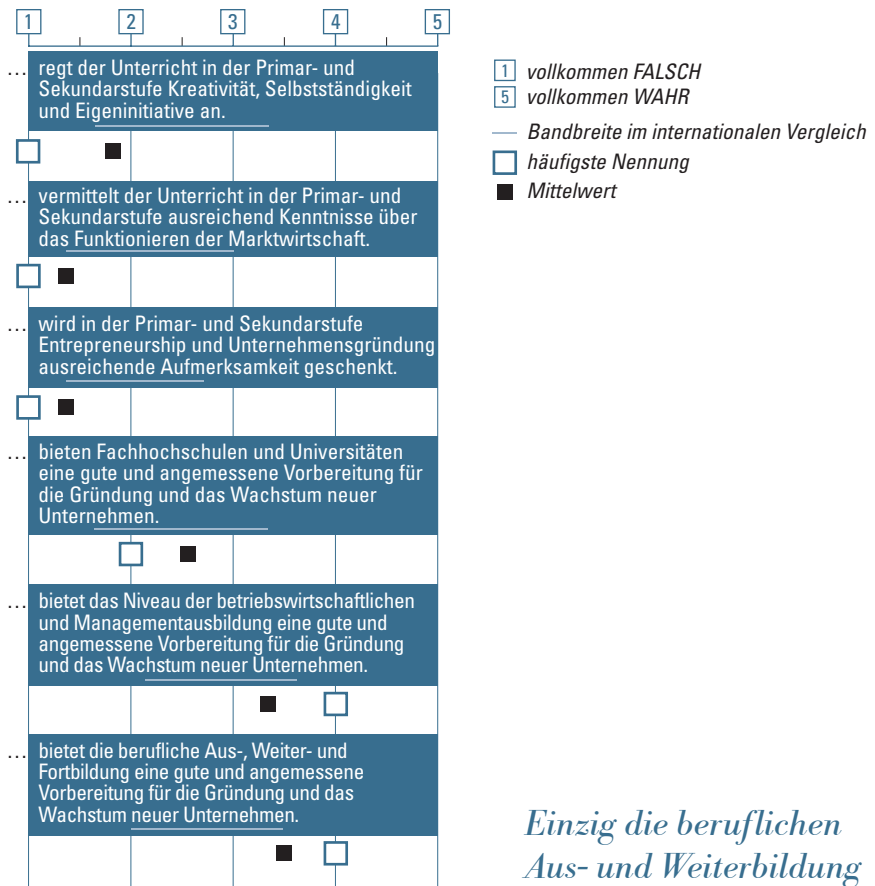 1 2 3 4 5
… regt der Unterricht in der Primar- und
Sekundarstufe Kreativität, Selbstständigkeit
und Eigeninitiative an.
… vermittelt der Unterricht in der Primar- und
Sekundarstufe ausreichend Kenntnisse über
das Funktionieren der Marktwirtschaft.
… wird in der Primar- und Sekundarstufe
Entrepreneurship und Unternehmensgründung
ausreichende Aufmerksamkeit geschenkt.
… bieten Fachhochschulen und Universitäten
eine gute und angemessene Vorbereitung für
die Gründung und das Wachstum neuer
Unternehmen.
… bietet das Niveau der betriebswirtschaftlichen
und Managementausbildung eine gute und
angemessene Vorbereitung für die Gründung
und das Wachstum neuer Unternehmen.
… bietet die berufliche Aus-, Weiter- und
Fortbildung eine gute und angemessene
Vorbereitung für die Gründung und das
Wachstum neuer Unternehmen.
1 vollkommen FALSCH
5 vollkommen WAHR
Bandbreite im internationalen Vergleich
häufigste Nennung
Mittelwert
Einzig die beruflichen
Aus- und Weiterbildung